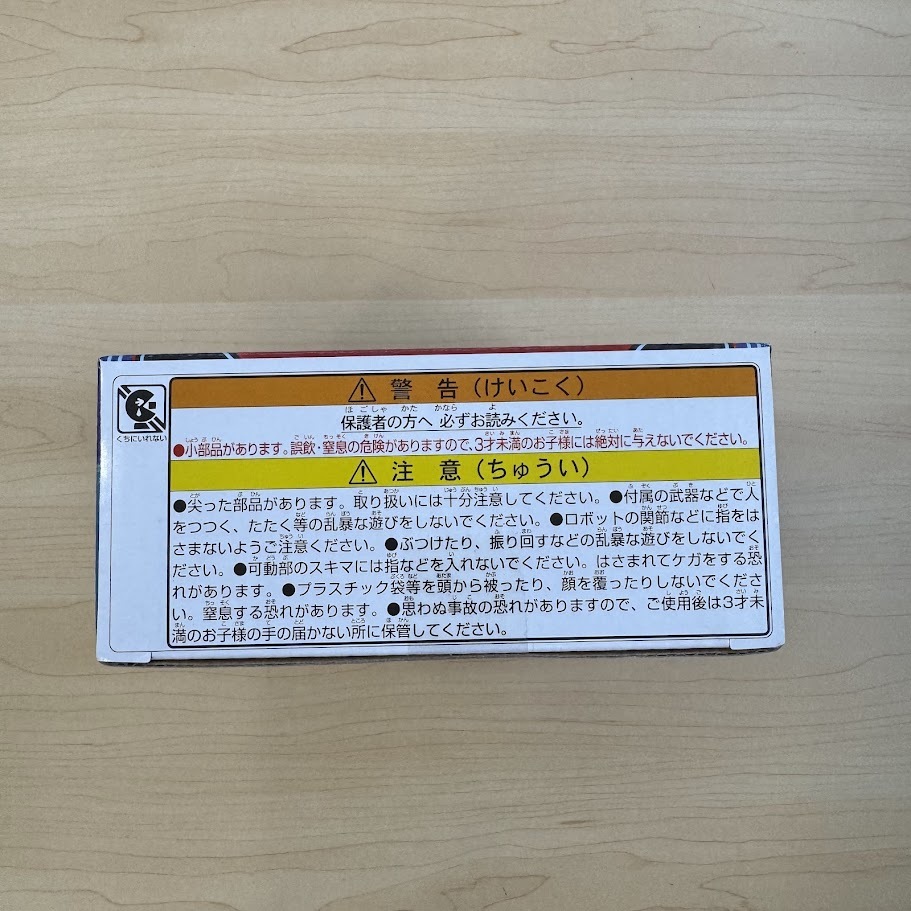 くちにいれない
警告(けいこく)
保護者の方へ 必ずお読みください。
●小部品があります。誤飲・窒息の危険がありますので、3才未満のお子様には絶対に与えないでください。
注意(ちゅうい)
●尖った部品があります。取り扱いには十分注意してください。●付属の武器などで人
をつつく、たたく等の乱暴な遊びをしないでください。●ロボットの関節などに指をは
さまないようご注意ください。●ぶつけたり、振り回すなどの乱暴な遊びをしないでく
ださい。●可動部のスキマには指などを入れないでください。はさまれてケガをする恐
れがあります。●プラスチック袋等を頭から被ったり、顔を覆ったりしないでくださ
い。窒息する恐れがあります。●思わぬ事故の恐れがありますので、ご使用後は3才未
満のお子様の手の届かない所に保管してください。